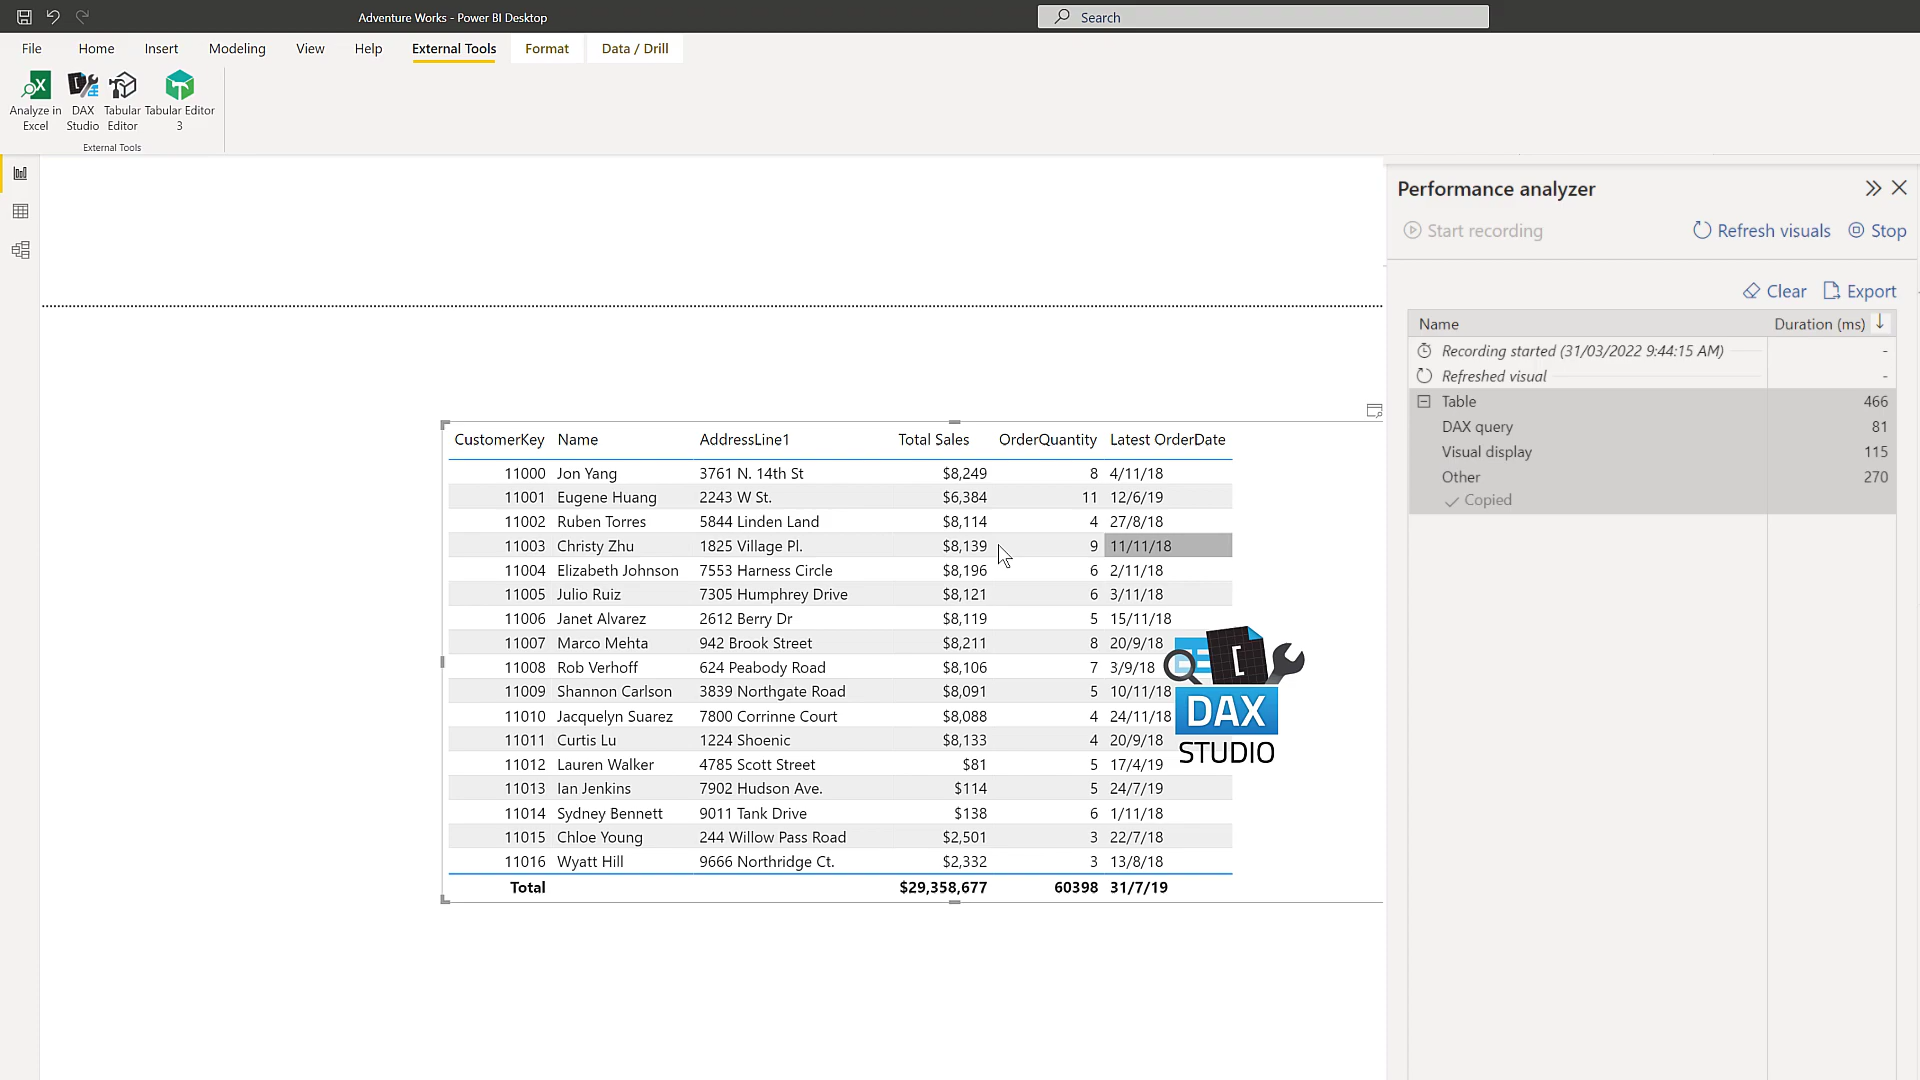 Adventure Works - Power BI Desktop
Search
File Home Insert Modeling View Help External Tools Format Data / Drill
Analyze in Excel
DAX Studio
Tabular Editor
Tabular Editor 3
External Tools
Performance analyzer
Start recording Refresh visuals Stop
Clear Export
Name Duration (ms)
Recording started (31/03/2022 9:44:15 AM) -
Refreshed visual -
Table 466
DAX query 81
Visual display 115
Other 270
Copied
CustomerKey Name AddressLine1 Total Sales OrderQuantity Latest OrderDate
11000 Jon Yang 3761 N. 14th St $8,249 8 4/11/18
11001 Eugene Huang 2243 W St. $6,384 11 12/6/19
11002 Ruben Torres 5844 Linden Land $8,114 4 27/8/18
11003 Christy Zhu 1825 Village Pl. $8,139 9 11/11/18
11004 Elizabeth Johnson 7553 Harness Circle $8,196 6 2/11/18
11005 Julio Ruiz 7305 Humphrey Drive $8,121 6 3/11/18
11006 Janet Alvarez 2612 Berry Dr $8,119 5 15/11/18
11007 Marco Mehta 942 Brook Street $8,211 8 20/9/18
11008 Rob Verhoff 624 Peabody Road $8,106 7 3/9/18
11009 Shannon Carlson 3839 Northgate Road $8,091 5 10/11/18
11010 Jacquelyn Suarez 7800 Corrinne Court $8,088 4 24/11/18
11011 Curtis Lu 1224 Shoenic $8,133 4 20/9/18
11012 Lauren Walker 4785 Scott Street $81 5 17/4/19
11013 Ian Jenkins 7902 Hudson Ave. $114 5 24/7/19
11014 Sydney Bennett 9011 Tank Drive $138 6 1/11/18
11015 Chloe Young 244 Willow Pass Road $2,501 3 22/7/18
11016 Wyatt Hill 9666 Northridge Ct. $2,332 3 13/8/18
Total $29,358,677 60398 31/7/19
DAX
STUDIO